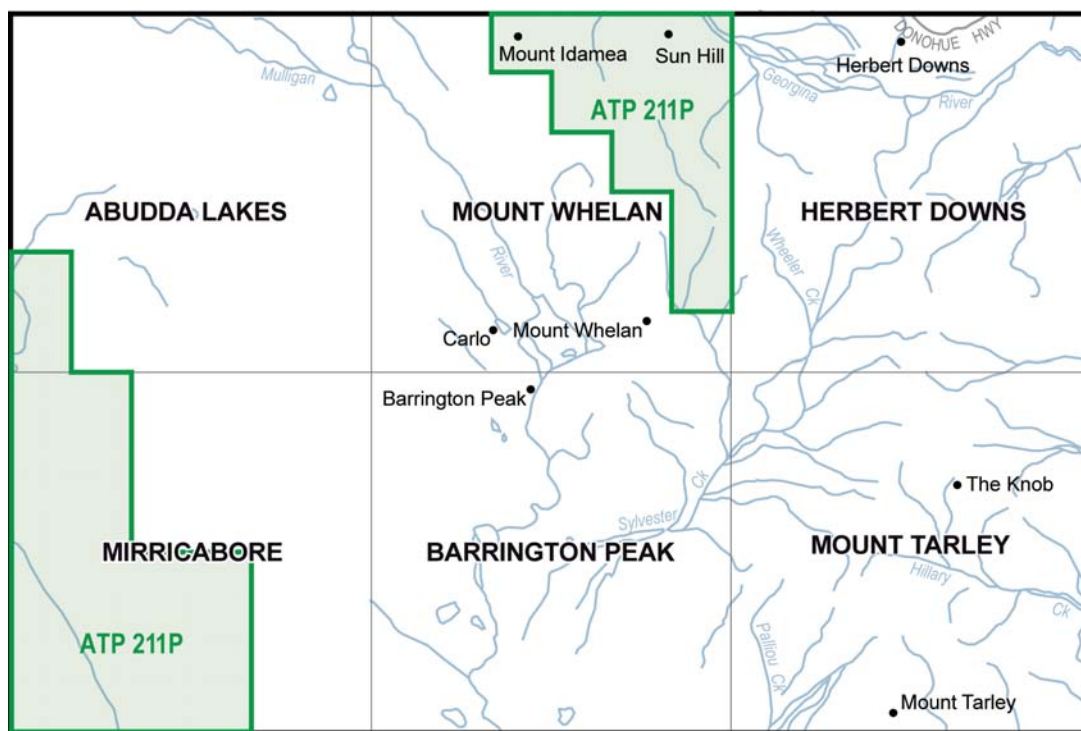 DONOHUE HWY
Mount Idamea
Sun Hill
Herbert Downs
Mulligan
Georgina
River
ATP 211P
ABUDDA LAKES
MOUNT WHELAN
HERBERT DOWNS
Wheeler
Ck
River
Carlo
Mount Whelan
Barrington Peak
Ck
The Knob
Sylvester
MIRRICABORE
BARRINGTON PEAK
MOUNT TARLEY
Hillary
Ck
ATP 211P
Palliou Ck
Mount Tarley